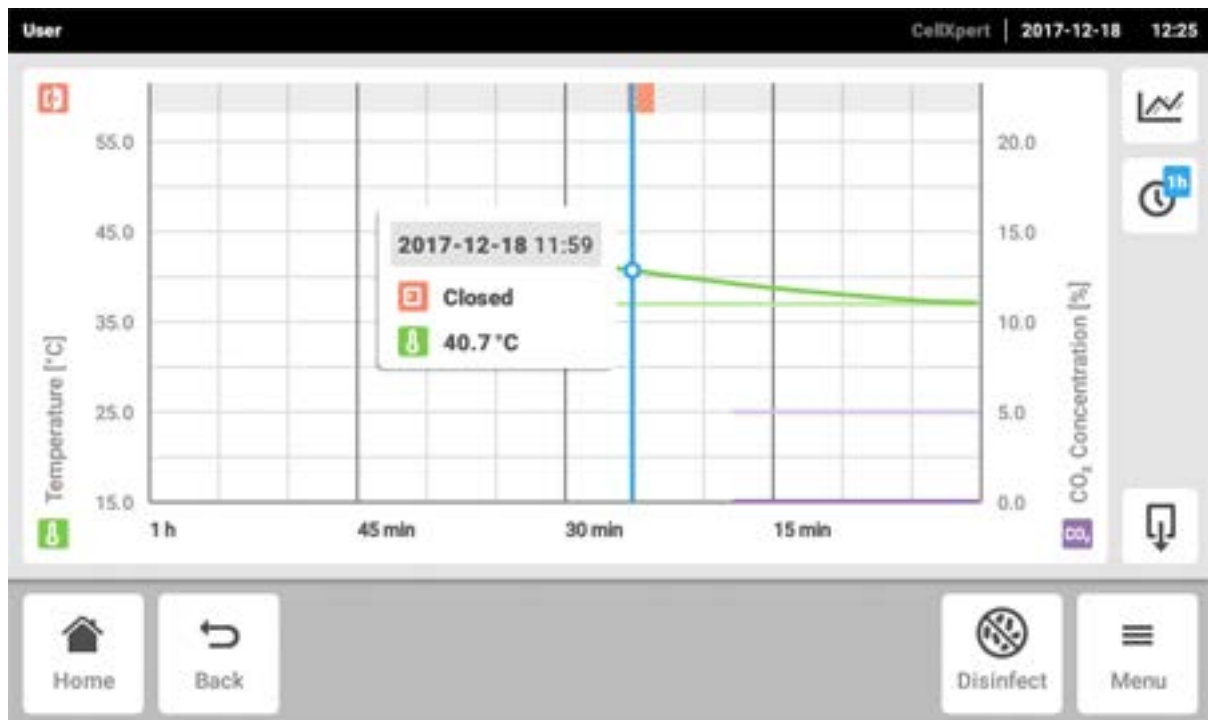 User
CellXpert | 2017-12-18 12:25
55.0
45.0
35.0
25.0
15.0
Temperature [°C]
20.0
15.0
10.0
5.0
0.0
CO₂ Concentration [%]
CO₂
2017-12-18 11:59
Closed
40.7 °C
1 h
45 min
30 min
15 min
1h
Home
Back
Disinfect
Menu